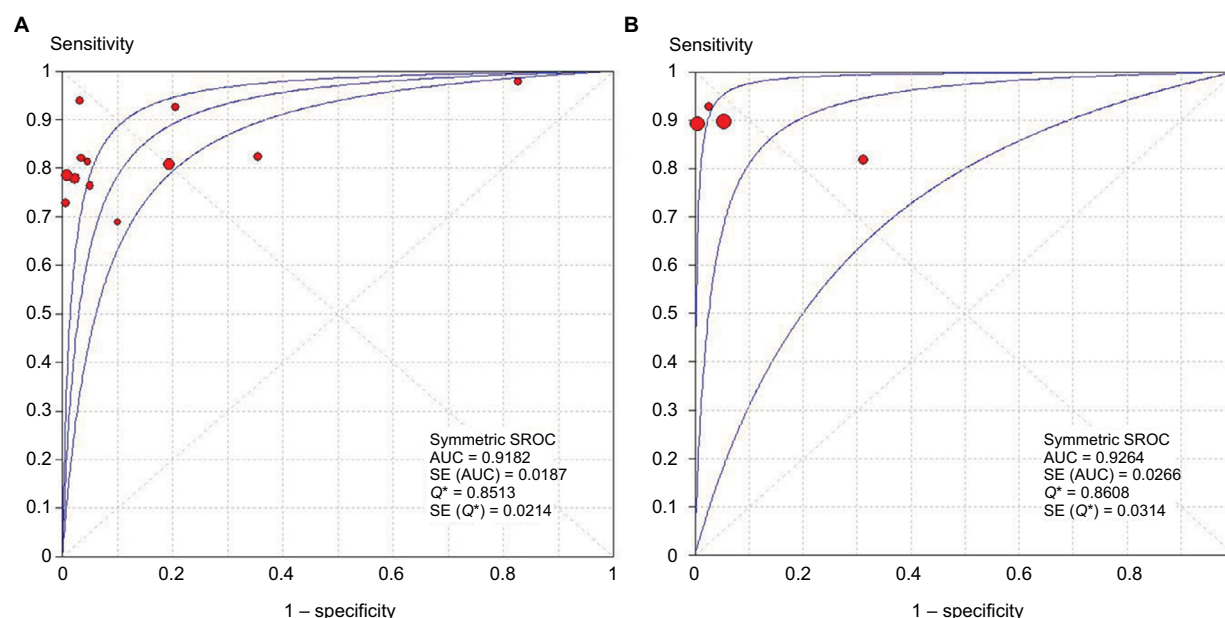 A
Sensitivity
1
0.9
0.8
0.7
0.6
0.5
0.4
0.3
0.2
0.1
0
0 0.2 0.4 0.6 0.8 1
1 – specificity
Symmetric SROC
AUC = 0.9182
SE (AUC) = 0.0187
Q* = 0.8513
SE (Q*) = 0.0214
B
Sensitivity
1
0.9
0.8
0.7
0.6
0.5
0.4
0.3
0.2
0.1
0
0 0.2 0.4 0.6 0.8
1 – specificity
Symmetric SROC
AUC = 0.9264
SE (AUC) = 0.0266
Q* = 0.8608
SE (Q*) = 0.0314